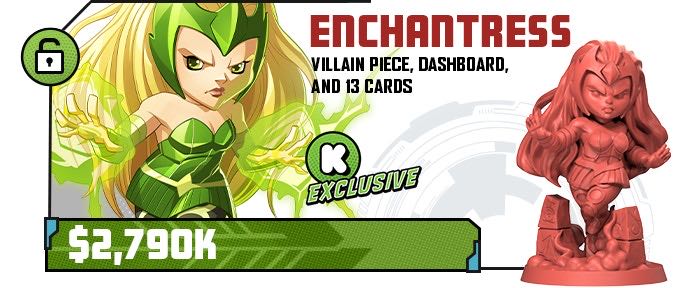 ENCHANTRESS
VILLAIN PIECE, DASHBOARD,
AND 13 CARDS
K
EXCLUSIVE
$2,790K